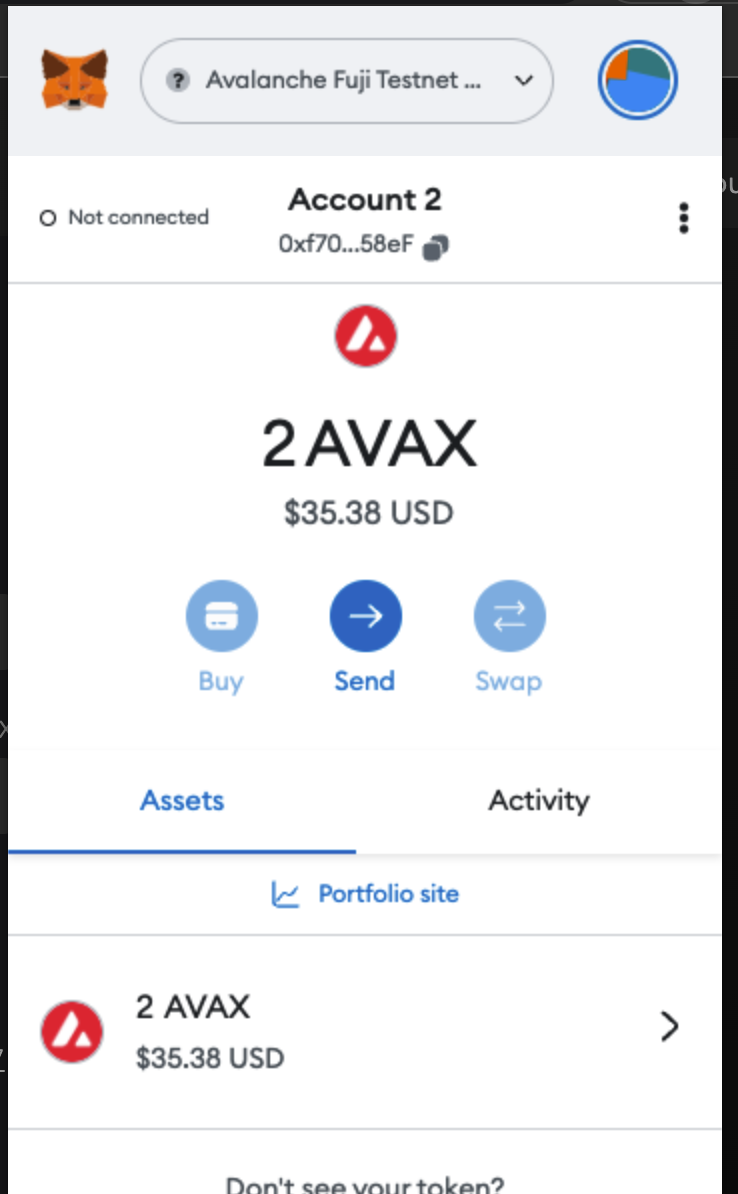 ? Avalanche Fuji Testnet ...
Not connected
Account 2
0xf70...58eF
2 AVAX
$35.38 USD
Buy
Send
Swap
Assets
Activity
Portfolio site
2 AVAX
$35.38 USD
Don't see your token?